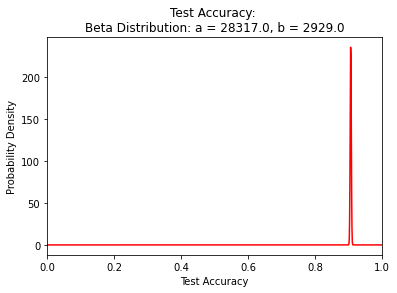 Test Accuracy:
Beta Distribution: a = 28317.0, b = 2929.0
Probability Density
200
150
100
50
0
0.0 0.2 0.4 0.6 0.8 1.0
Test Accuracy